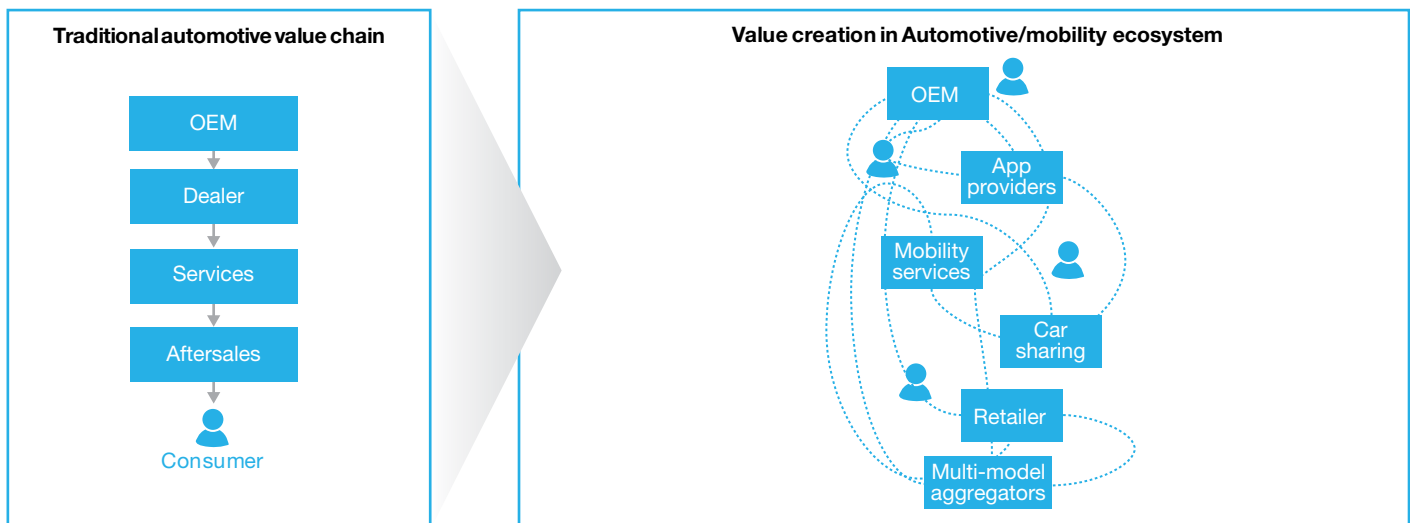 Traditional automotive value chain
OEM
Dealer
Services
Aftersales
Consumer
Value creation in Automotive/mobility ecosystem
OEM
App
providers
Mobility
services
Car
sharing
Retailer
Multi-model
aggregators